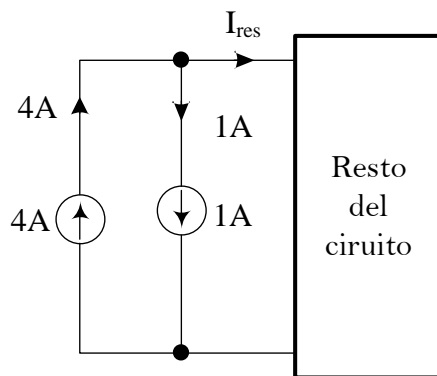 I_res
4A
1A
4A
1A
Resto
del
ciruito